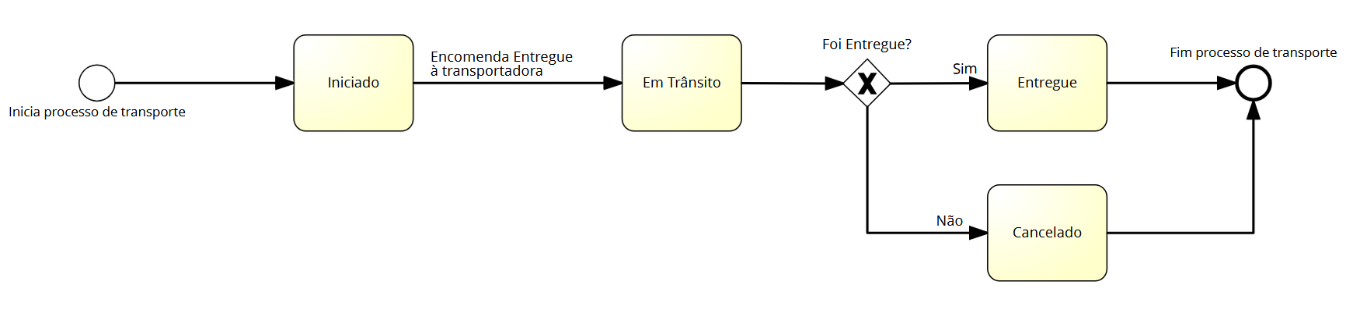 Inicia processo de transporte
Iniciado
Encomenda Entregue
à transportadora
Em Trânsito
Foi Entregue?
X
Sim
Entregue
Fim processo de transporte
Não
Cancelado